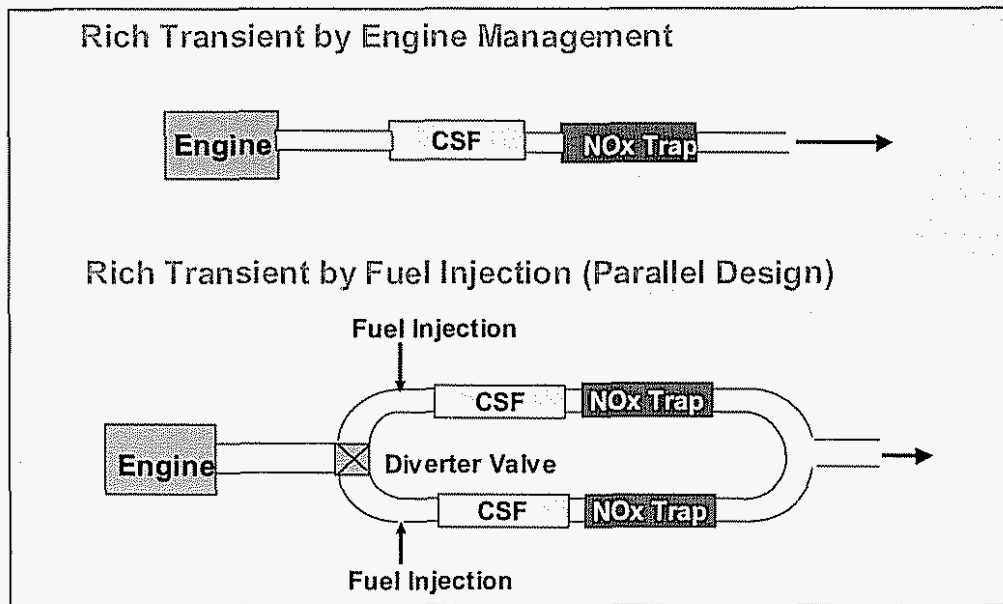 Rich Transient by Engine Management
Engine
CSF
NOx Trap
Rich Transient by Fuel Injection (Parallel Design)
Fuel Injection
CSF
NOx Trap
Engine
Diverter Valve
CSF
NOx Trap
Fuel Injection